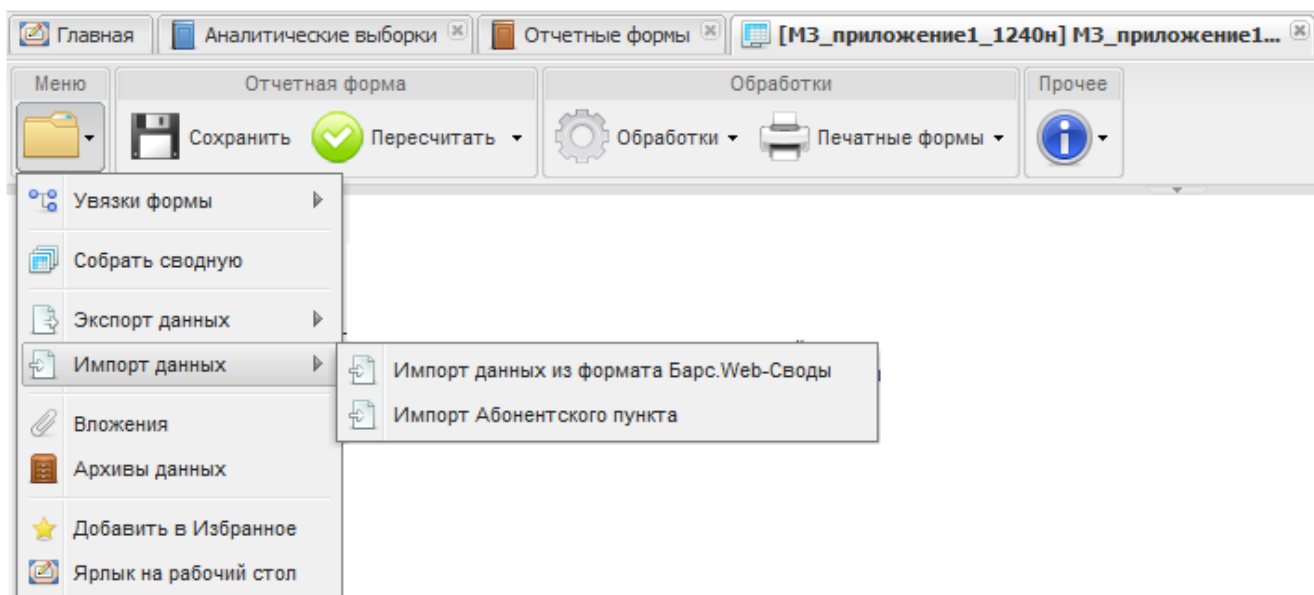 Главная Аналитические выборки Отчетные формы [МЗ_приложение1_1240н] МЗ_приложение1...
Меню Отчетная форма Обработки Прочее
Сохранить Пересчитать Обработки Печатные формы
Увязки формы
Собрать сводную
Экспорт данных
Импорт данных
Импорт данных из формата Барс.Web-Своды
Импорт Абонентского пункта
Вложения
Архивы данных
Добавить в Избранное
Ярлык на рабочий стол